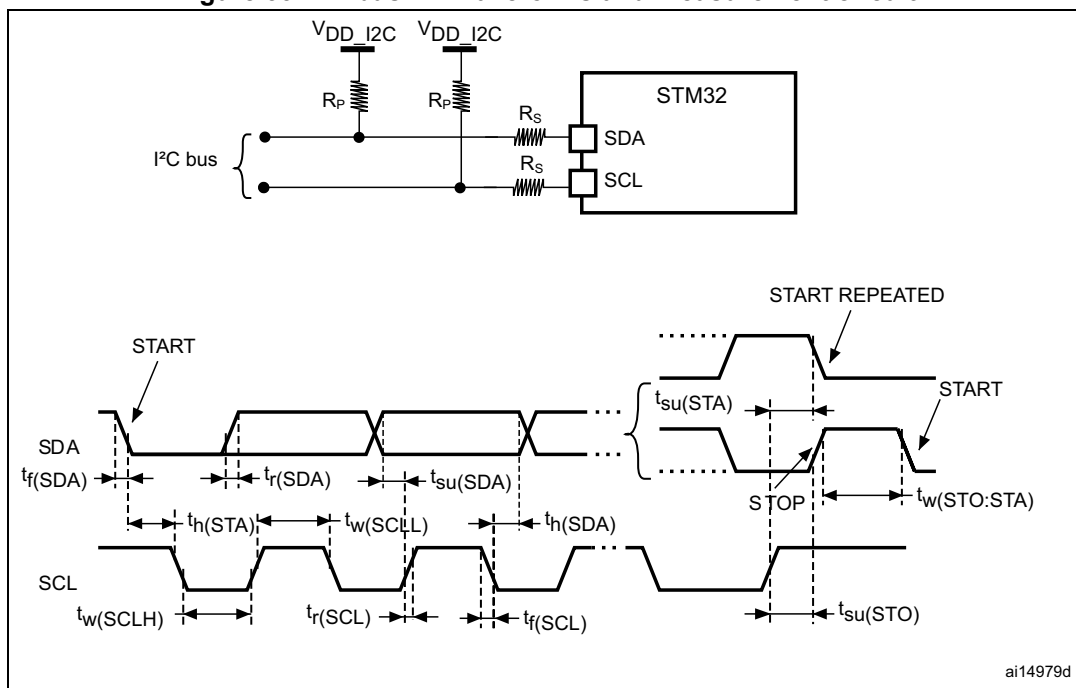 VDD_I2C VDD_I2C
RP RP
STM32
RS
SDA
I²C bus
RS
SCL
START REPEATED
START
START
tsu(STA)
SDA
tf(SDA) tr(SDA) tsu(SDA)
STOP
tw(STO:STA)
th(STA) tw(SCLL) th(SDA)
SCL
tw(SCLH) tr(SCL) tf(SCL) tsu(STO)
ai14979d